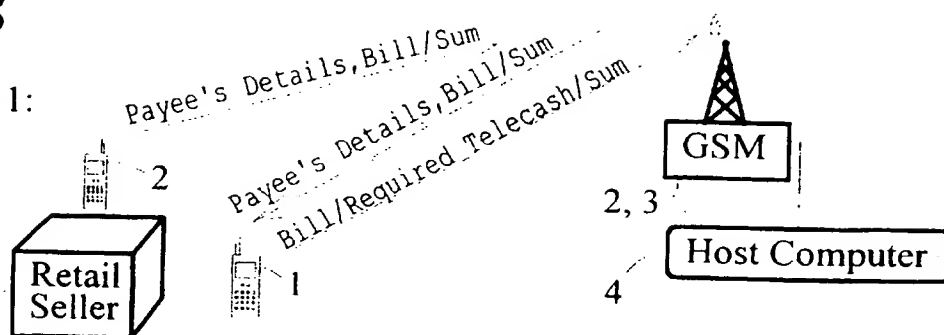 1:
Payee's Details,Bill/Sum
Payee's Details,Bill/Sum
Bill/Required Telecash/Sum
GSM
2
2, 3
Retail
Seller
1
Host Computer
4